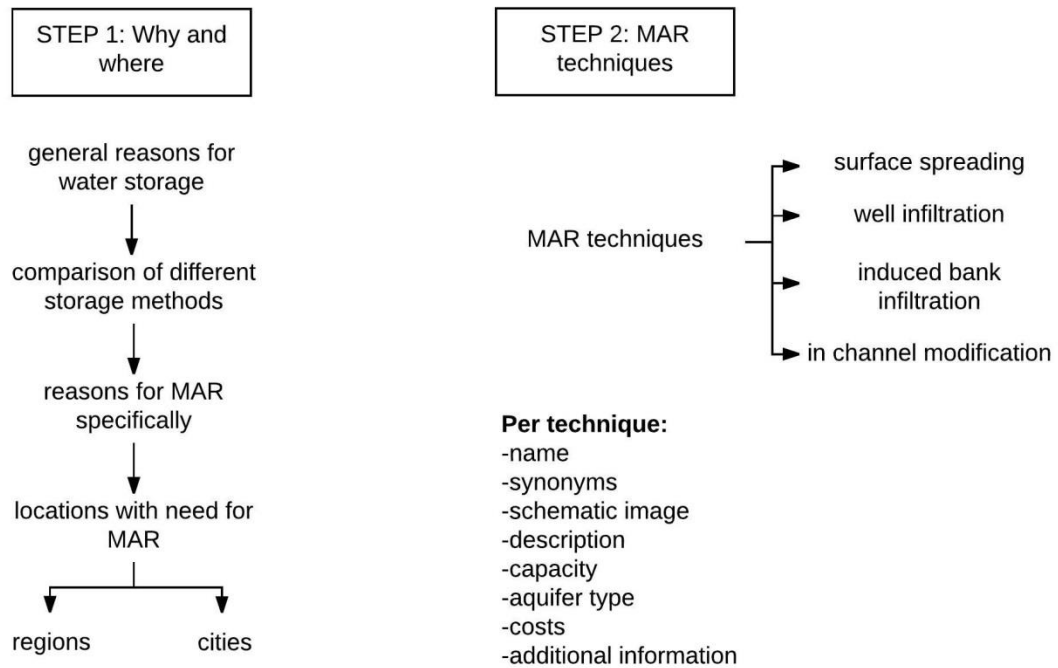 STEP 1: Why and
where
general reasons for
water storage
comparison of different
storage methods
reasons for MAR
specifically
locations with need for
MAR
regions
cities
STEP 2: MAR
techniques
MAR techniques
surface spreading
well infiltration
induced bank
infiltration
in channel modification
Per technique:
-name
-synonyms
-schematic image
-description
-capacity
-aquifer type
-costs
-additional information